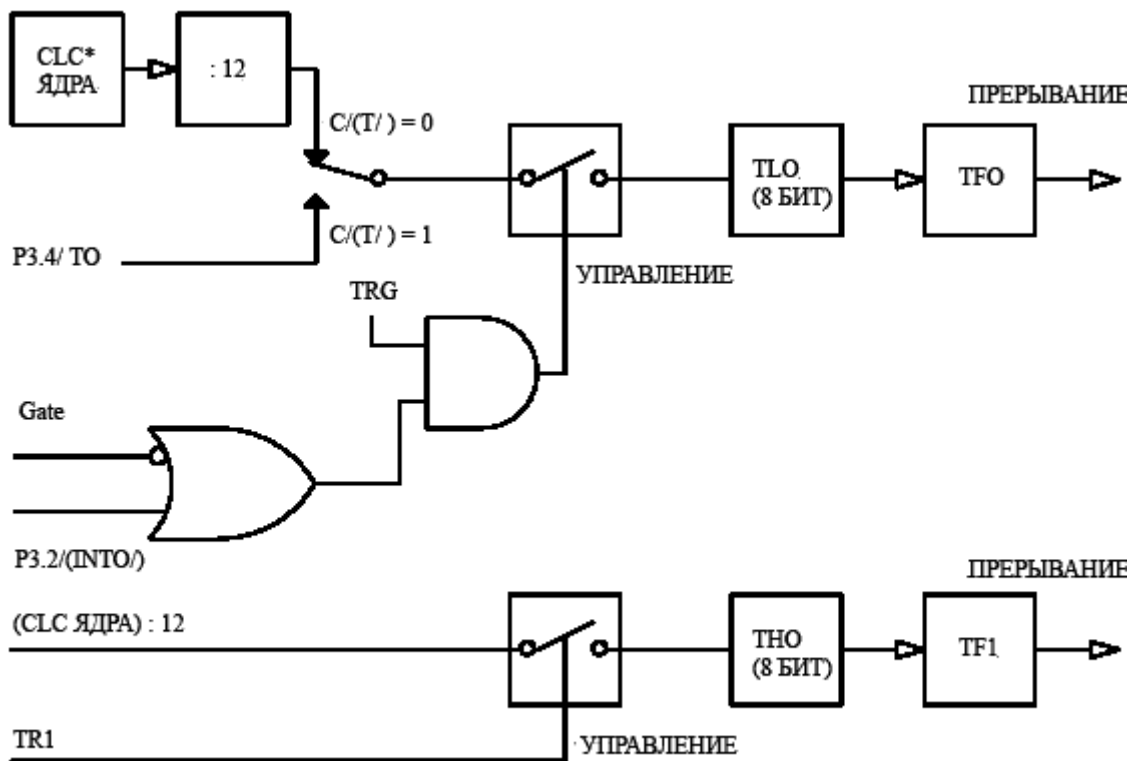 CLC*
ЯДРА
: 12
ПРЕРЫВАНИЕ
C/(T/ ) = 0
TLO
(8 БИТ)
TFO
C/(T/ ) = 1
P3.4/ TO
УПРАВЛЕНИЕ
TRG
Gate
P3.2/(INTO/)
ПРЕРЫВАНИЕ
(CLC ЯДРА) : 12
THO
(8 БИТ)
TF1
TR1
УПРАВЛЕНИЕ